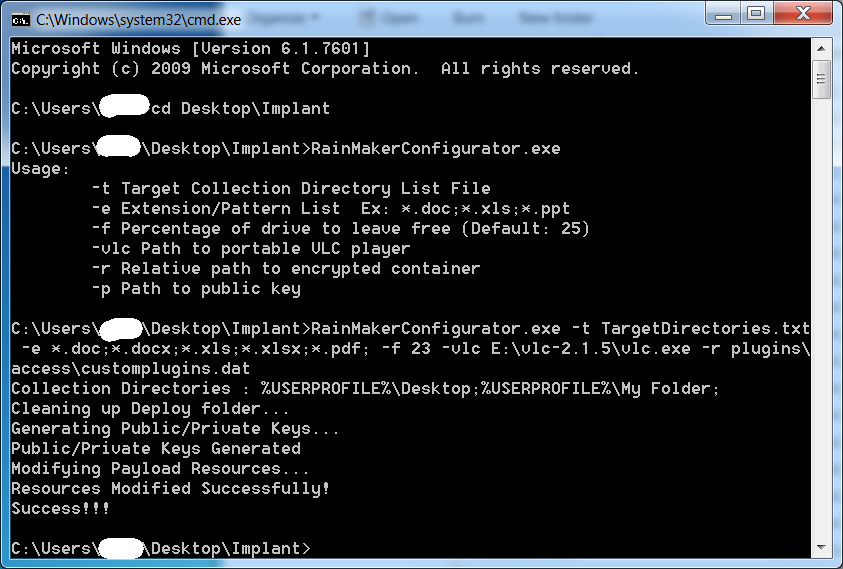 C:\Windows\system32\cmd.exe
Organize Open Burn New folder
Microsoft Windows [Version 6.1.7601]
Copyright (c) 2009 Microsoft Corporation.  All rights reserved.
C:\Users\ cd Desktop\Implant
C:\Users\ \Desktop\Implant>RainMakerConfigurator.exe
Usage:
-t Target Collection Directory List File
-e Extension/Pattern List  Ex: *.doc;*.xls;*.ppt
-f Percentage of drive to leave free (Default: 25)
-vlc Path to portable VLC player
-r Relative path to encrypted container
-p Path to public key
C:\Users\ \Desktop\Implant>RainMakerConfigurator.exe -t TargetDirectories.txt
-e *.doc;*.docx;*.xls;*.xlsx;*.pdf; -f 23 -vlc E:\vlc-2.1.5\vlc.exe -r plugins\
access\customplugins.dat
Collection Directories : %USERPROFILE%\Desktop;%USERPROFILE%\My Folder;
Cleaning up Deploy folder...
Generating Public/Private Keys...
Public/Private Keys Generated
Modifying Payload Resources...
Resources Modified Successfully!
Success!!!
C:\Users\ \Desktop\Implant>